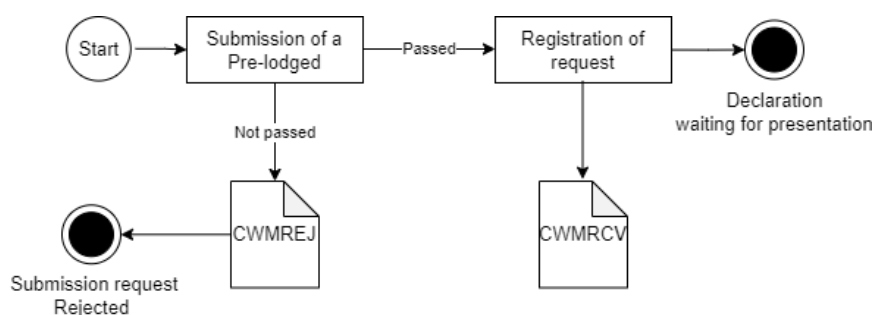 Start
Submission of a
Pre-lodged
Passed
Registration of
request
Declaration
waiting for presentation
Not passed
CWMREJ
CWMRCV
Submission request
Rejected